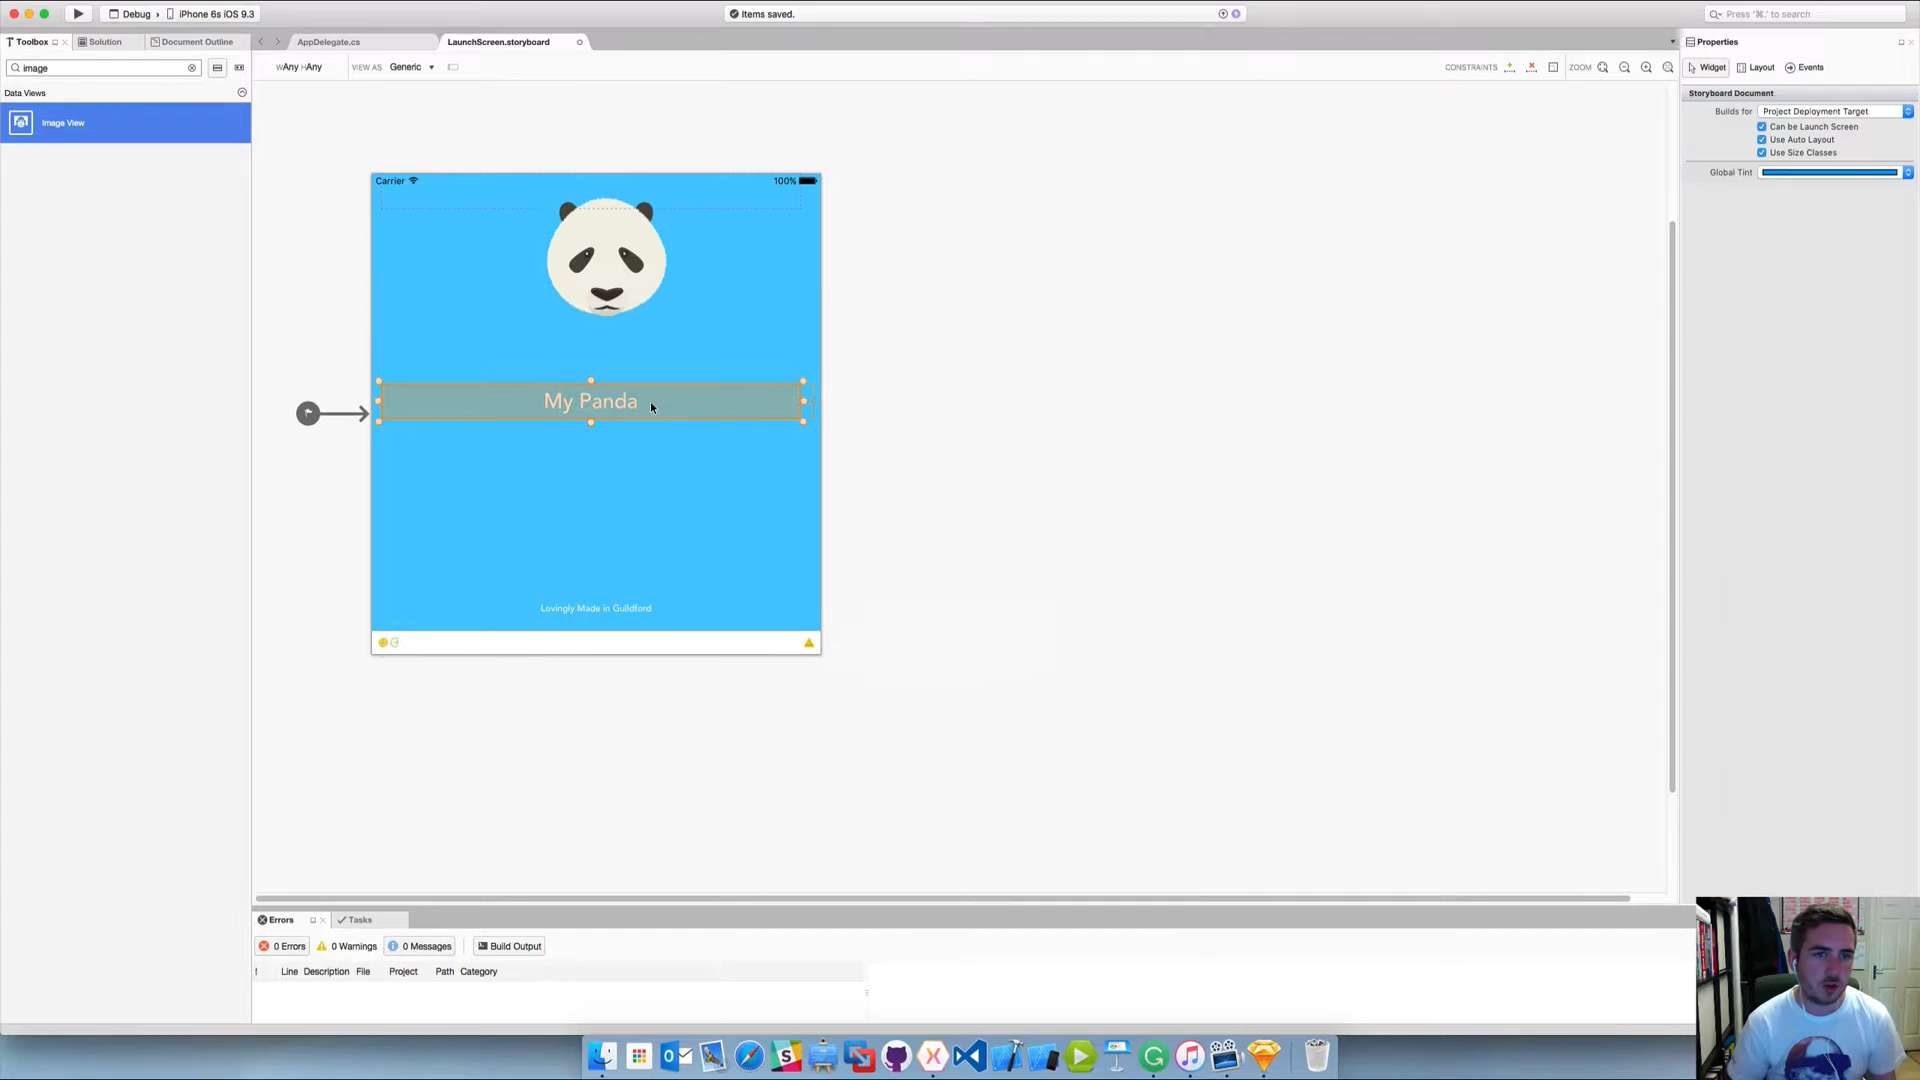 Debug
iPhone 6s iOS 9.3
Items saved.
Press '⌘.' to search
Toolbox
Solution
Document Outline
AppDelegate.cs
LaunchScreen.storyboard
Properties
image
wAny hAny
VIEW AS
Generic
CONSTRAINTS
ZOOM
Widget
Layout
Events
Data Views
Image View
Storyboard Document
Builds for
Project Deployment Target
Can be Launch Screen
Use Auto Layout
Use Size Classes
Global Tint
Carrier
100%
My Panda
Lovingly Made in Guildford
Errors
Tasks
0 Errors
0 Warnings
0 Messages
Build Output
! Line Description File Project Path Category